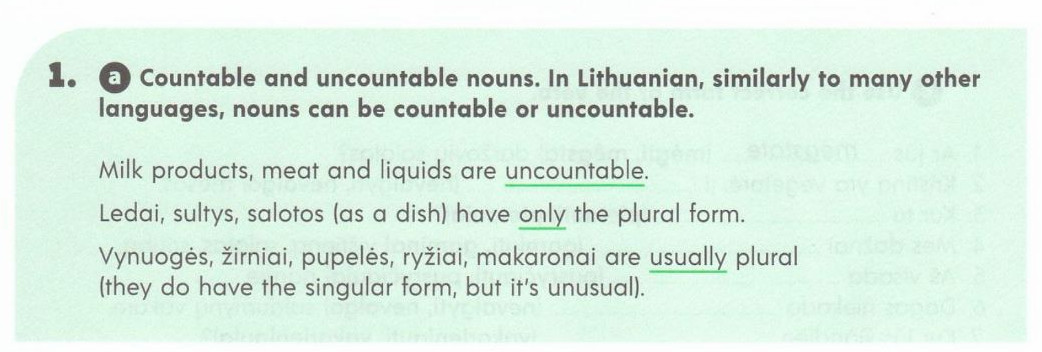 1. a Countable and uncountable nouns. In Lithuanian, similarly to many other
languages, nouns can be countable or uncountable.
Milk products, meat and liquids are uncountable.
Ledai, sultys, salotos (as a dish) have only the plural form.
Vynuogės, žirniai, pupelės, ryžiai, makaronai are usually plural
(they do have the singular form, but it's unusual).